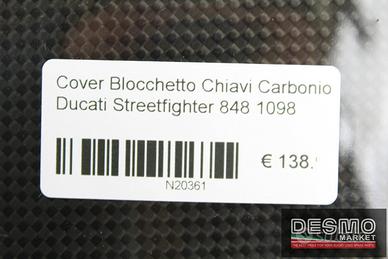 Cover Blocchetto Chiavi Carbonio
Ducati Streetfighter 848 1098
€ 138.
N20361
DESMO
MARKET